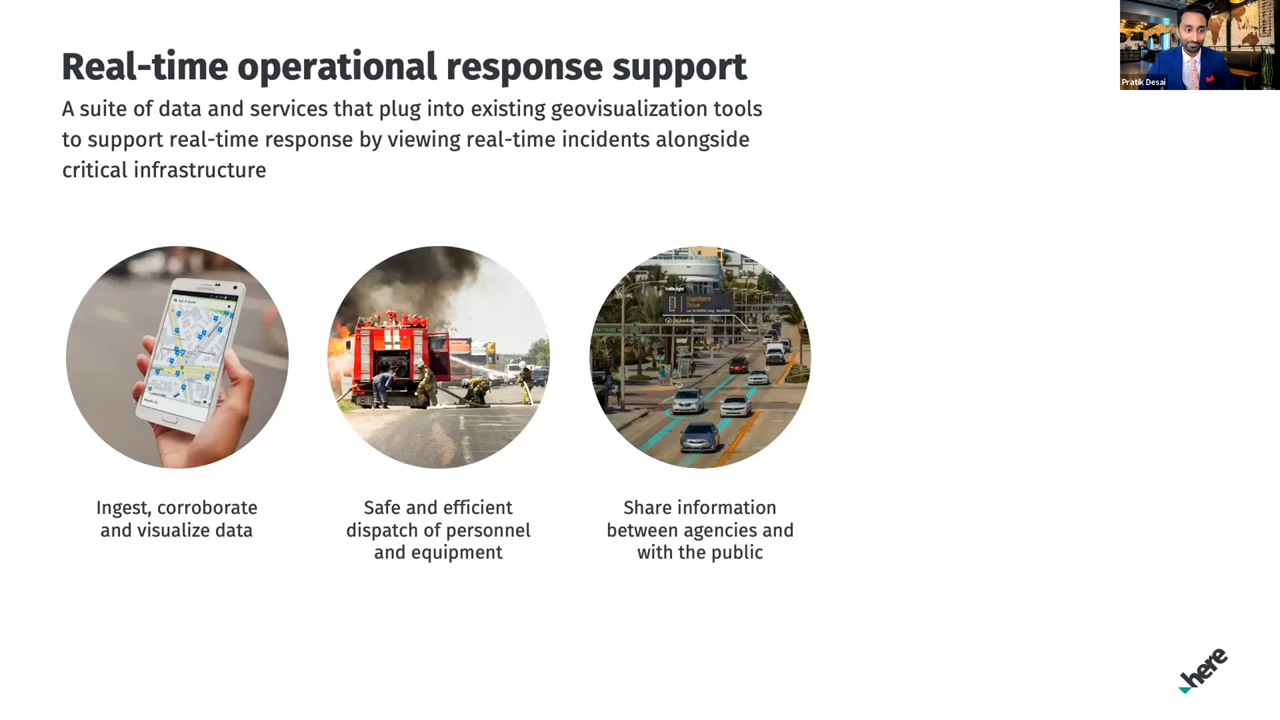 Real-time operational response support
A suite of data and services that plug into existing geovisualization tools
to support real-time response by viewing real-time incidents alongside
critical infrastructure
Pratik Desai
Bayshore
Drive
Ingest, corroborate
and visualize data
Safe and efficient
dispatch of personnel
and equipment
Share information
between agencies and
with the public
here